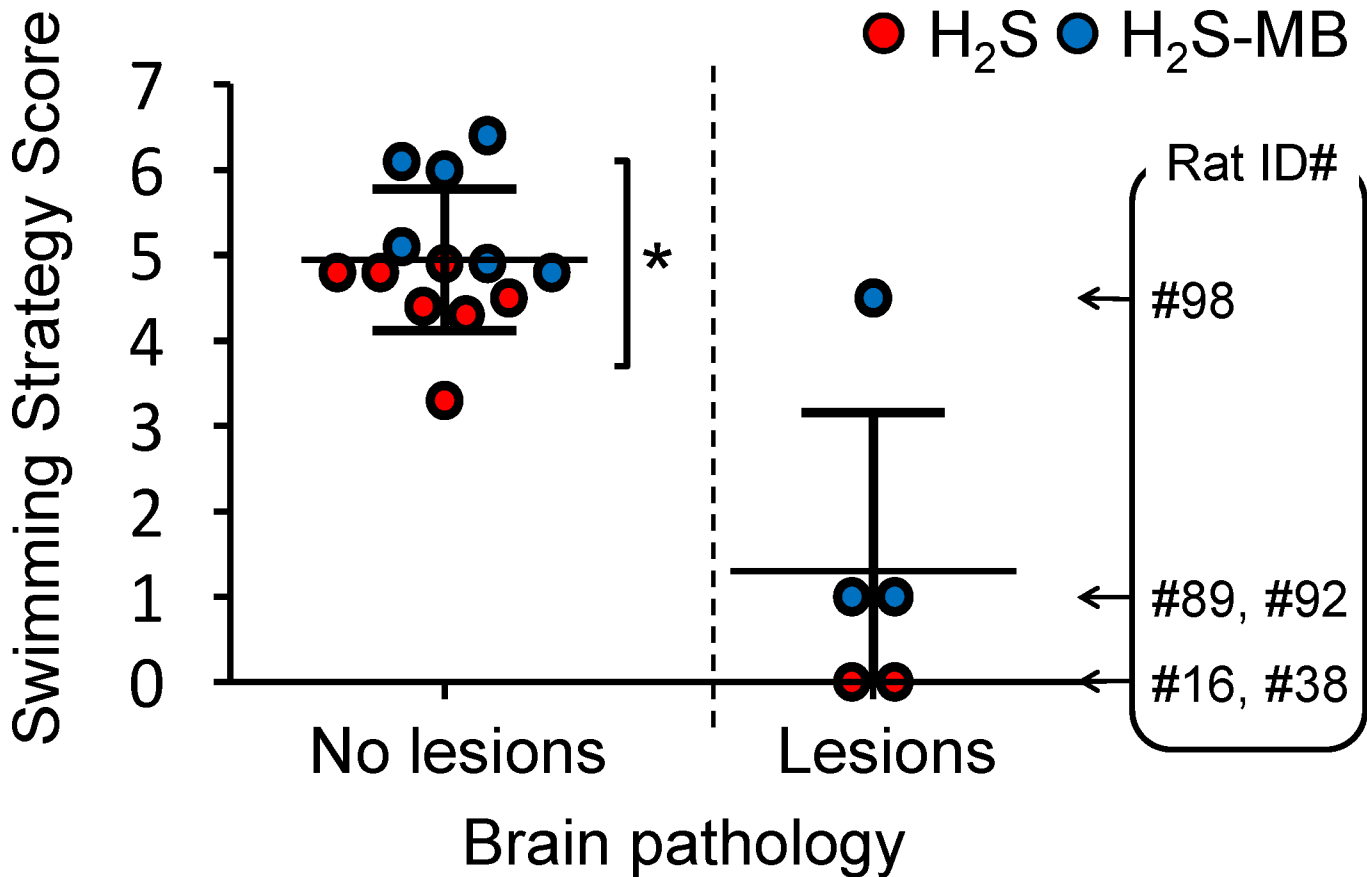 H₂S H₂S-MB
Swimming Strategy Score
7
6
5
4
3
2
1
0
*
Rat ID#
#98
#89, #92
#16, #38
No lesions
Lesions
Brain pathology